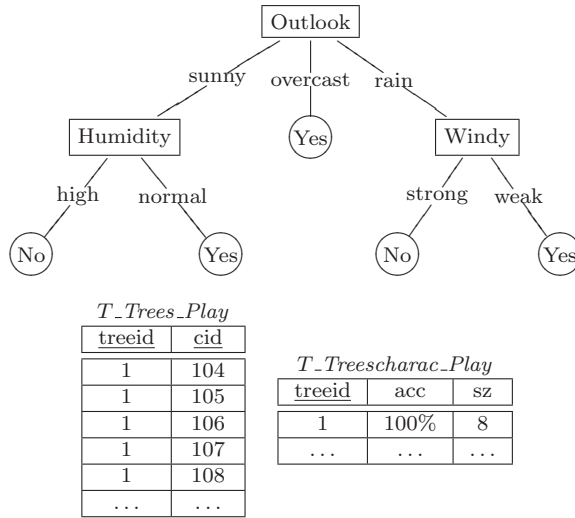 Outlook
sunny overcast rain
Humidity Yes Windy
high normal strong weak
No Yes No Yes
T_Trees_Play
treeid cid
1 104
1 105
1 106
1 107
1 108
... ...
T_Treescharac_Play
treeid acc sz
1 100% 8
... ... ...